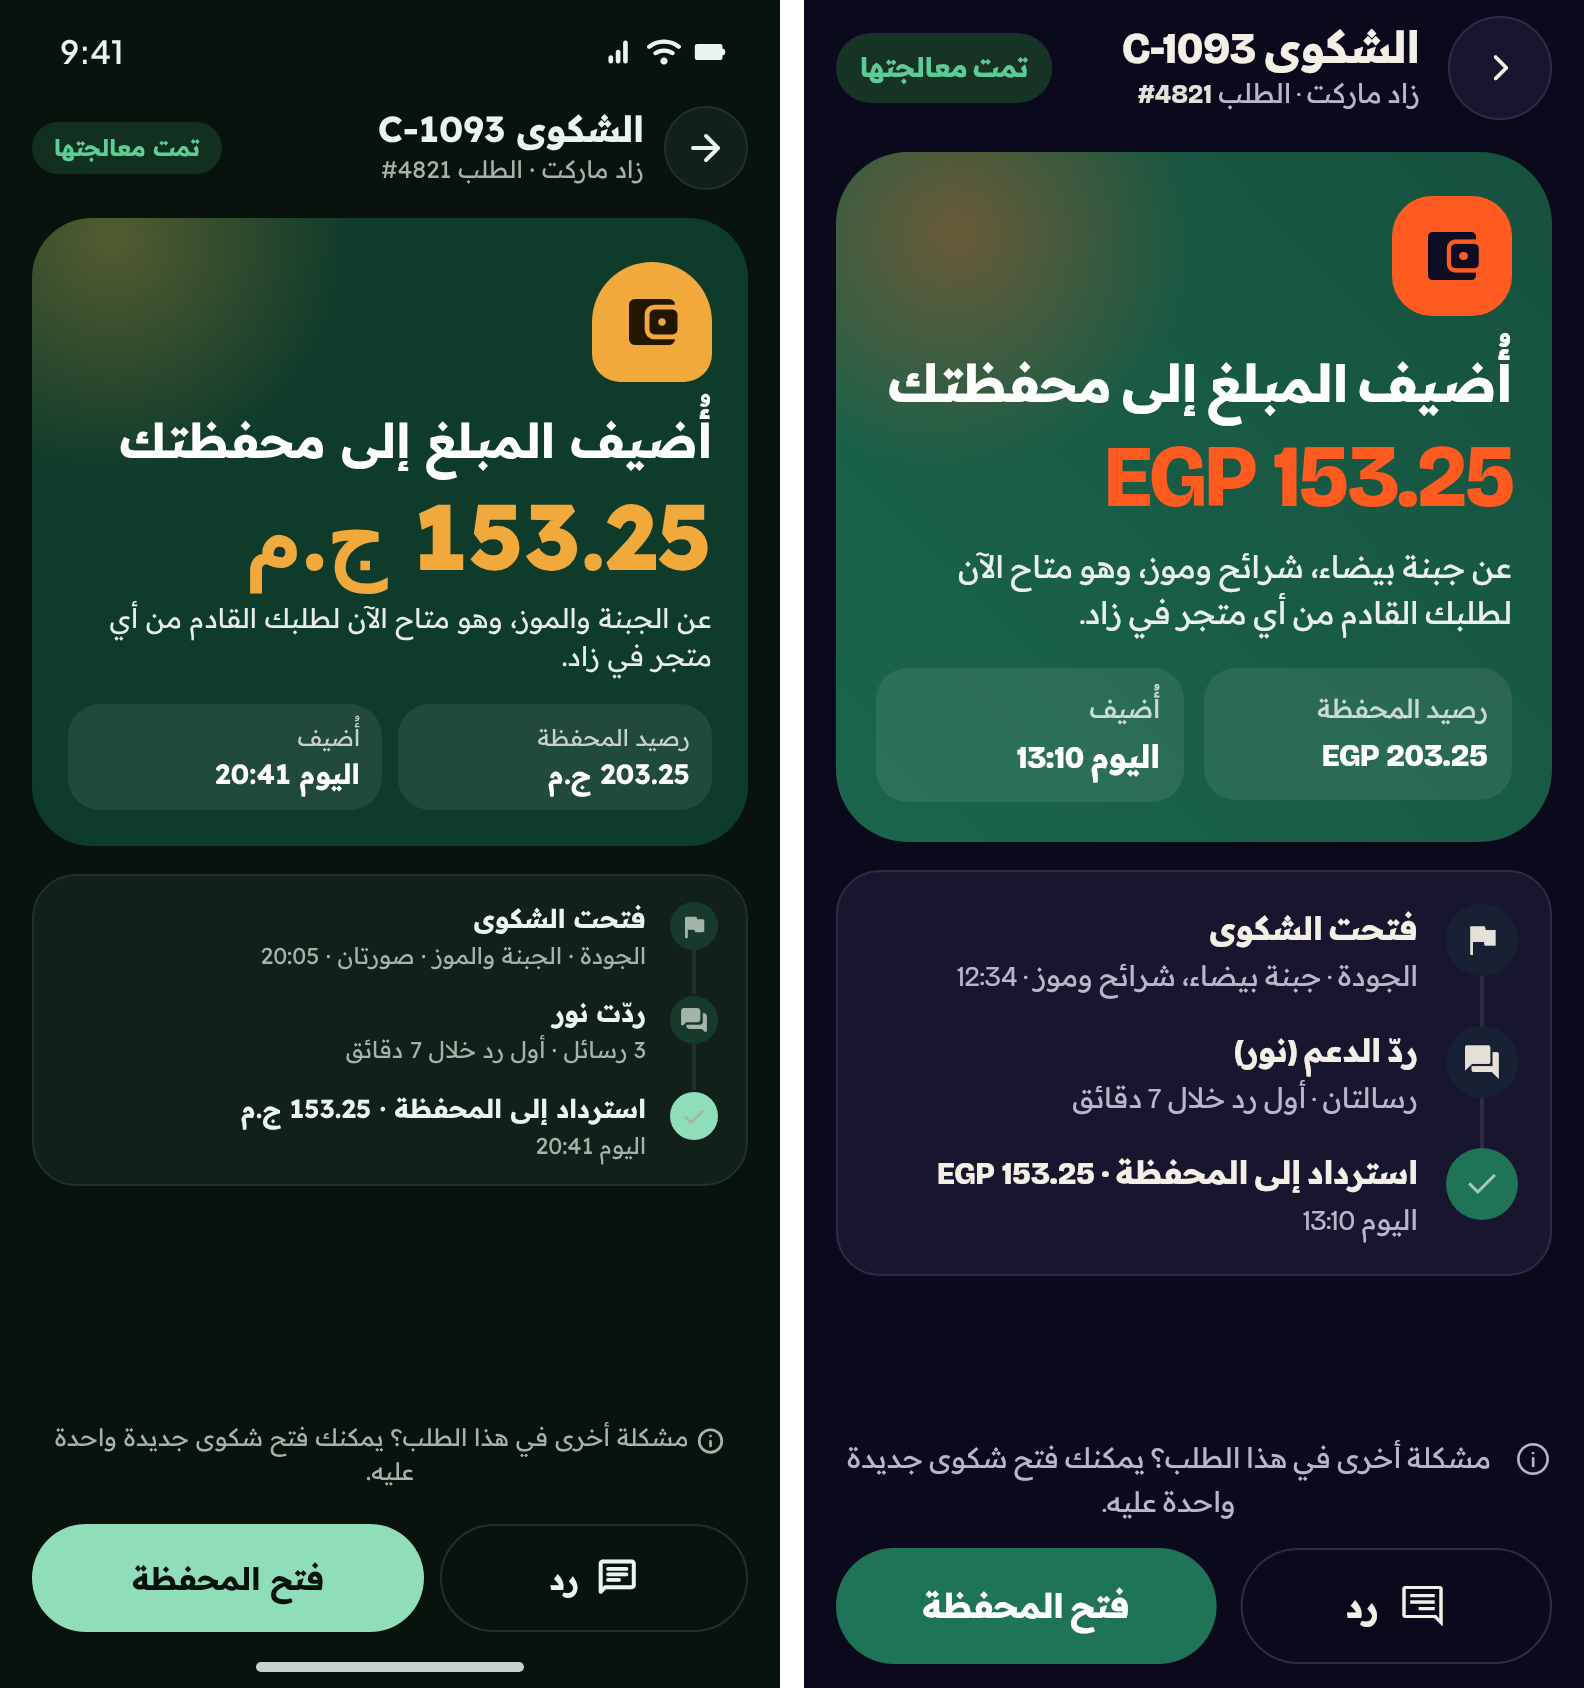 9:41
الشكوى C-1093
زاد ماركت · الطلب #4821
تمت معالجتها
أُضيف المبلغ إلى محفظتك
153.25 ج.م
عن الجبنة والموز، وهو متاح الآن لطلبك القادم من أي
متجر في زاد.
رصيد المحفظة
203.25 ج.م
أُضيف
اليوم 20:41
فتحت الشكوى
الجودة · الجبنة والموز · صورتان · 20:05
ردّت نور
3 رسائل · أول رد خلال 7 دقائق
استرداد إلى المحفظة · 153.25 ج.م
اليوم 20:41
مشكلة أخرى في هذا الطلب؟ يمكنك فتح شكوى جديدة واحدة
عليه.
رد
فتح المحفظة
الشكوى C-1093
زاد ماركت · الطلب #4821
تمت معالجتها
أُضيف المبلغ إلى محفظتك
EGP 153.25
عن جبنة بيضاء، شرائح وموز، وهو متاح الآن
لطلبك القادم من أي متجر في زاد.
رصيد المحفظة
EGP 203.25
أُضيف
اليوم 13:10
فتحت الشكوى
الجودة · جبنة بيضاء، شرائح وموز · 12:34
ردّ الدعم (نور)
رسالتان · أول رد خلال 7 دقائق
استرداد إلى المحفظة · EGP 153.25
اليوم 13:10
مشكلة أخرى في هذا الطلب؟ يمكنك فتح شكوى جديدة
واحدة عليه.
رد
فتح المحفظة